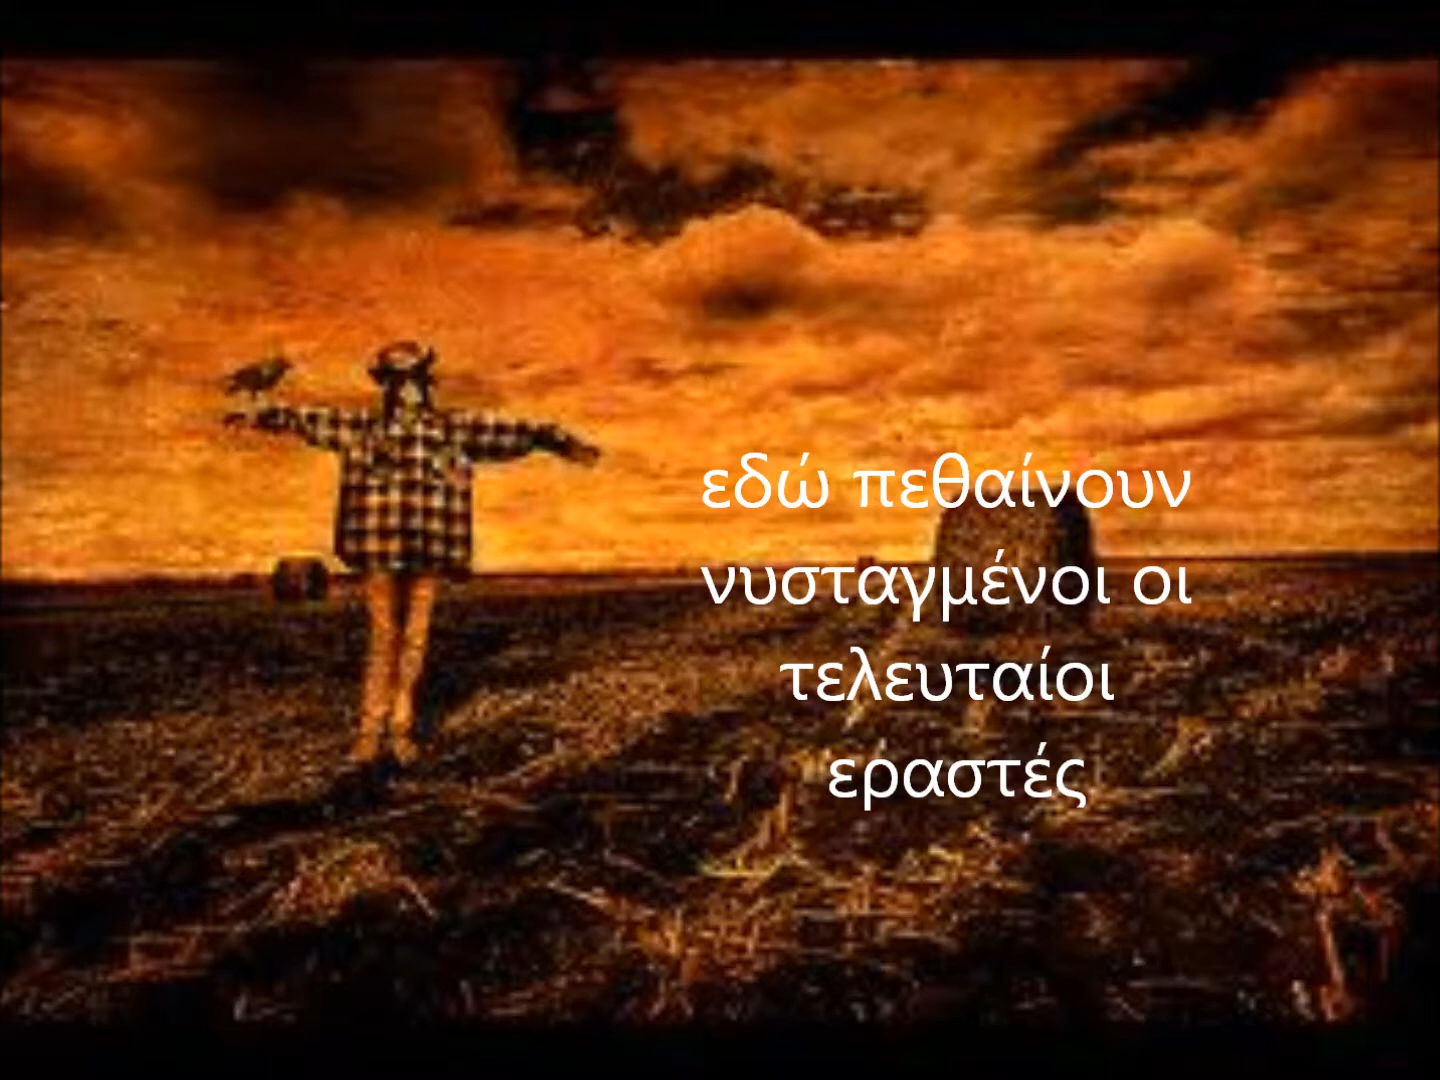 εδώ πεθαίνουν
νυσταγμένοι οι
τελευταίοι
εραστές